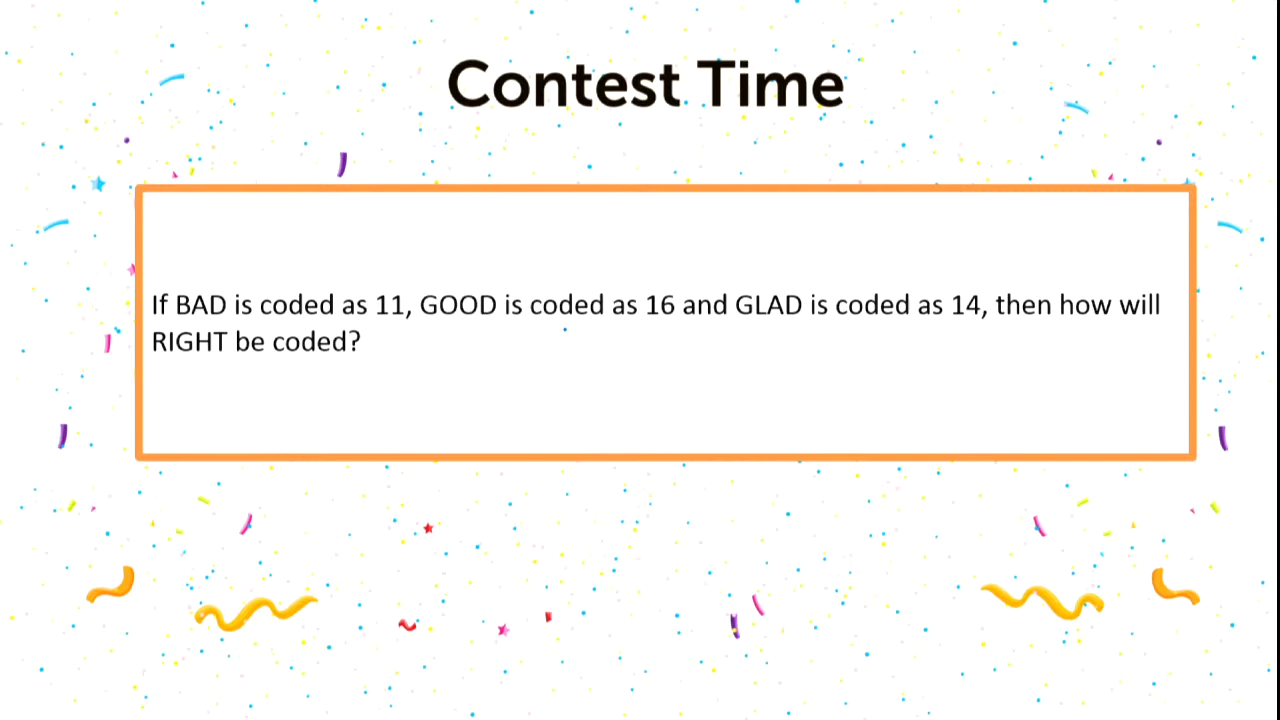 Contest Time
If BAD is coded as 11, GOOD is coded as 16 and GLAD is coded as 14, then how will
RIGHT be coded?